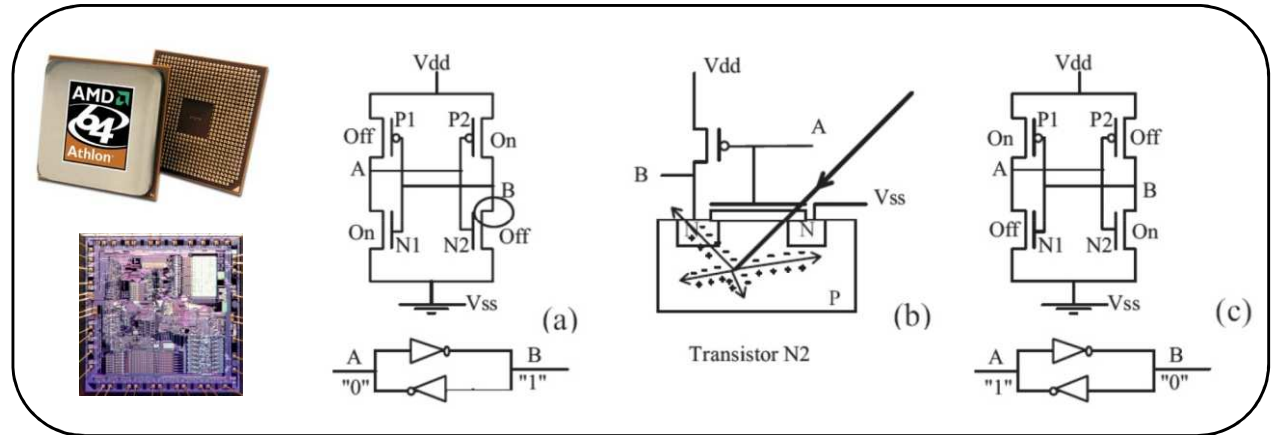 AMD
64
Athlon
Vdd
P1 P2
Off On
A
B
On N1 N2 Off
Vss
(a)
A B
"0" "1"
Vdd
A
B
Vss
N N
P
(b)
Transistor N2
Vdd
P1 P2
On Off
A
B
Off N1 N2 On
Vss
(c)
A B
"1" "0"